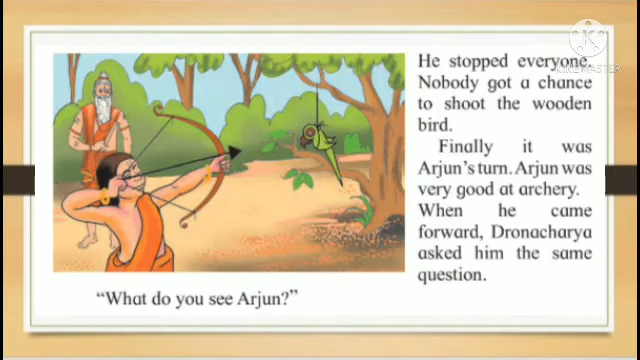 He stopped everyone.
Nobody got a chance
to shoot the wooden
bird.
Finally it was
Arjun's turn. Arjun was
very good at archery.
When he came
forward, Dronacharya
asked him the same
question.
"What do you see Arjun?"
KINEMASTER